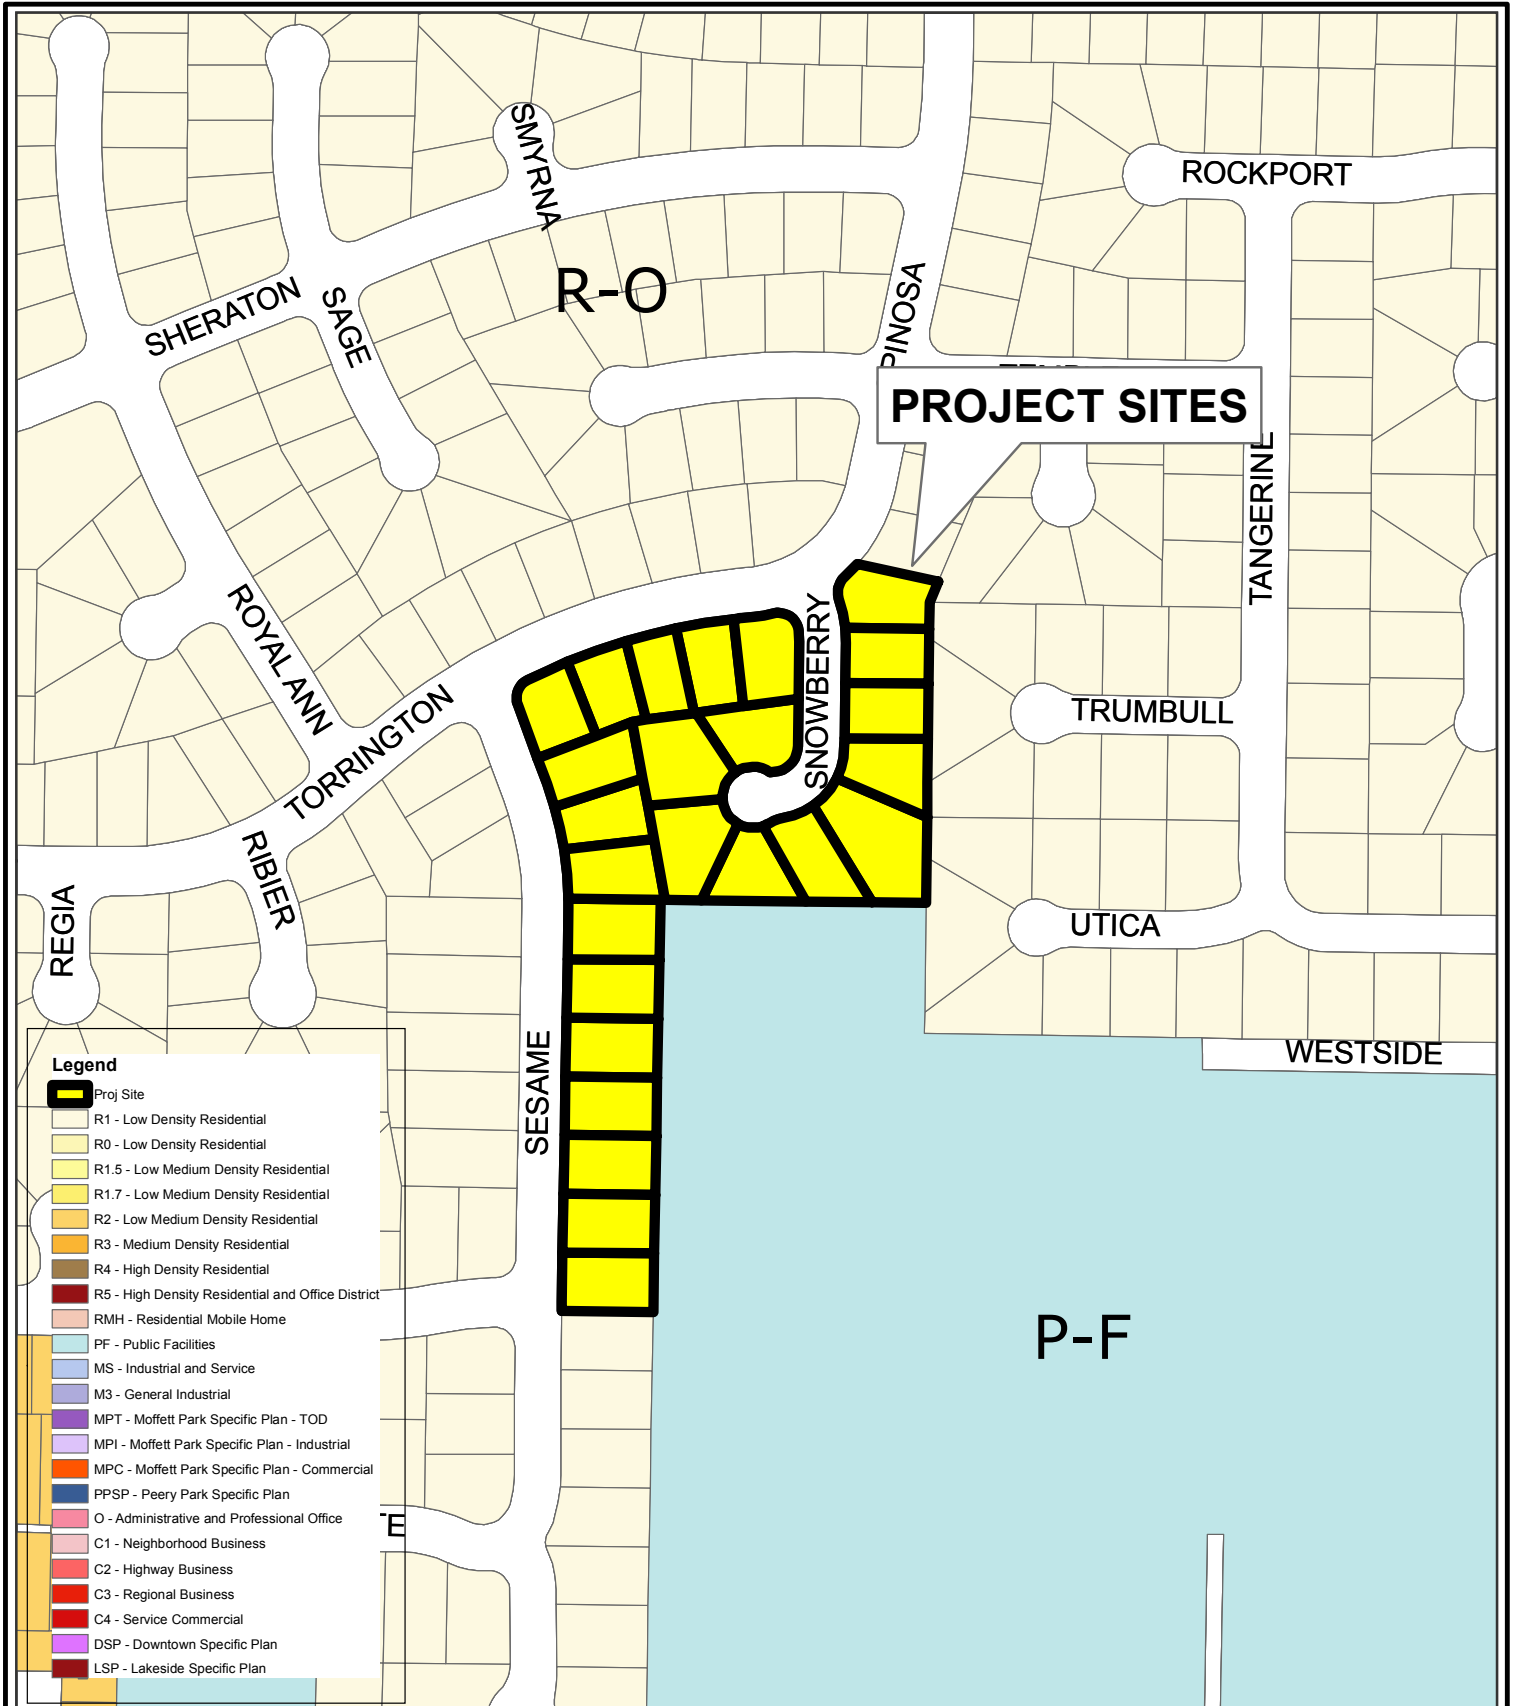 SMYRNA
ROCKPORT
R-O
SHERATON
SAGE
PINOSA
PROJECT SITES
TANGERINE
ROYAL ANN
SNOWBERRY
TRUMBULL
TORRINGTON
RIBIER
REGIA
UTICA
SESAME
WESTSIDE
P-F
TE
Legend
Proj Site
R1 - Low Density Residential
R0 - Low Density Residential
R1.5 - Low Medium Density Residential
R1.7 - Low Medium Density Residential
R2 - Low Medium Density Residential
R3 - Medium Density Residential
R4 - High Density Residential
R5 - High Density Residential and Office District
RMH - Residential Mobile Home
PF - Public Facilities
MS - Industrial and Service
M3 - General Industrial
MPT - Moffett Park Specific Plan - TOD
MPI - Moffett Park Specific Plan - Industrial
MPC - Moffett Park Specific Plan - Commercial
PPSP - Peery Park Specific Plan
O - Administrative and Professional Office
C1 - Neighborhood Business
C2 - Highway Business
C3 - Regional Business
C4 - Service Commercial
DSP - Downtown Specific Plan
LSP - Lakeside Specific Plan